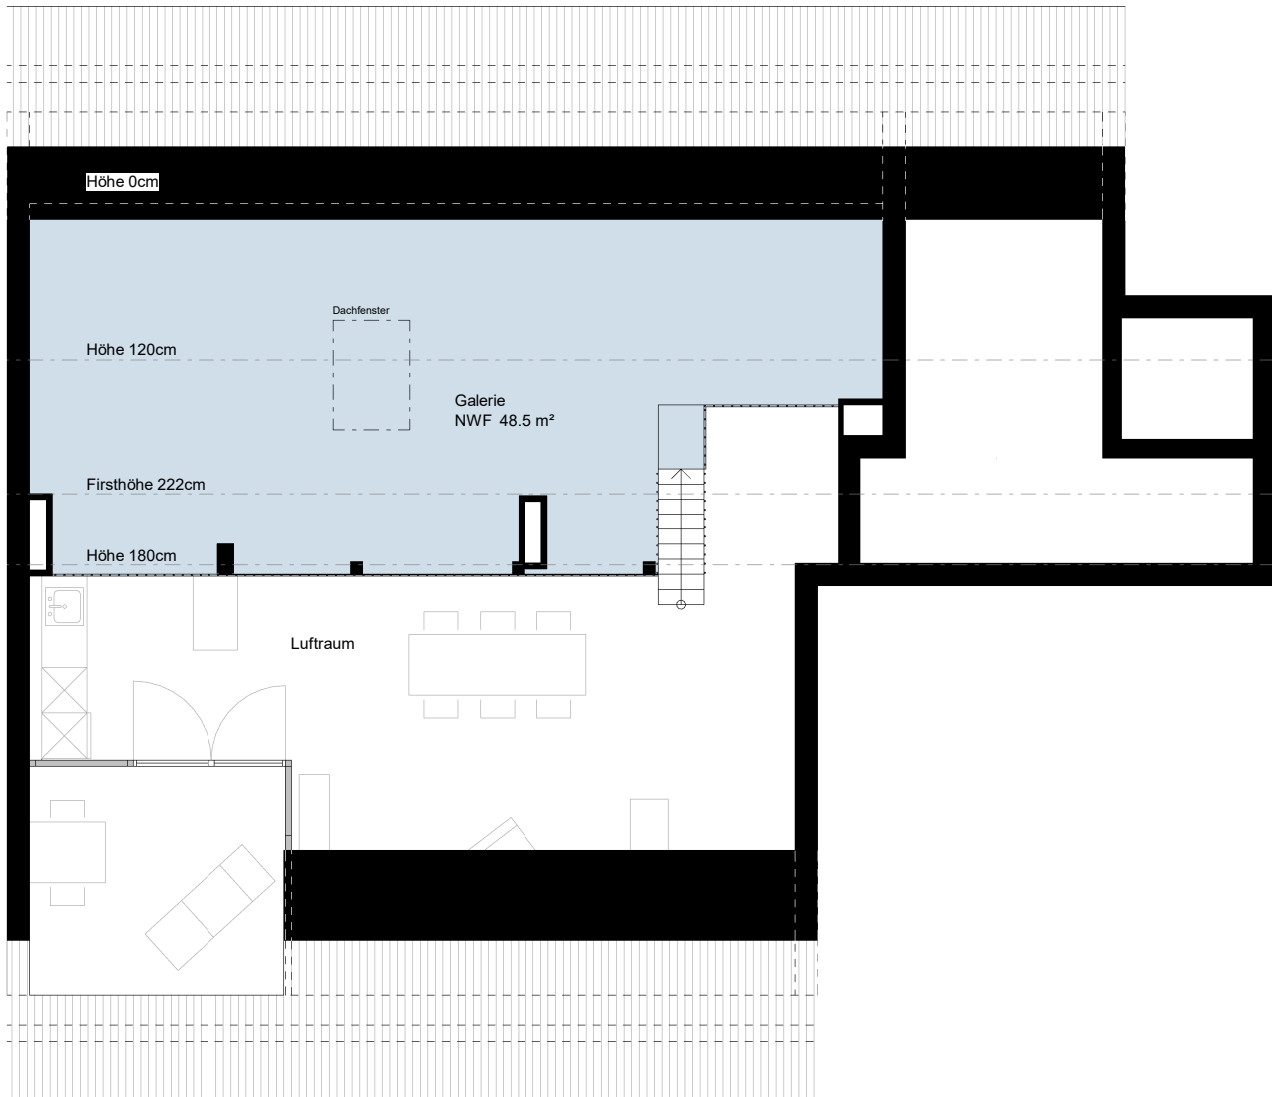 Höhe 0cm
Dachfenster
Höhe 120cm
Galerie
NWF 48.5 m²
Firsthöhe 222cm
Höhe 180cm
Luftraum